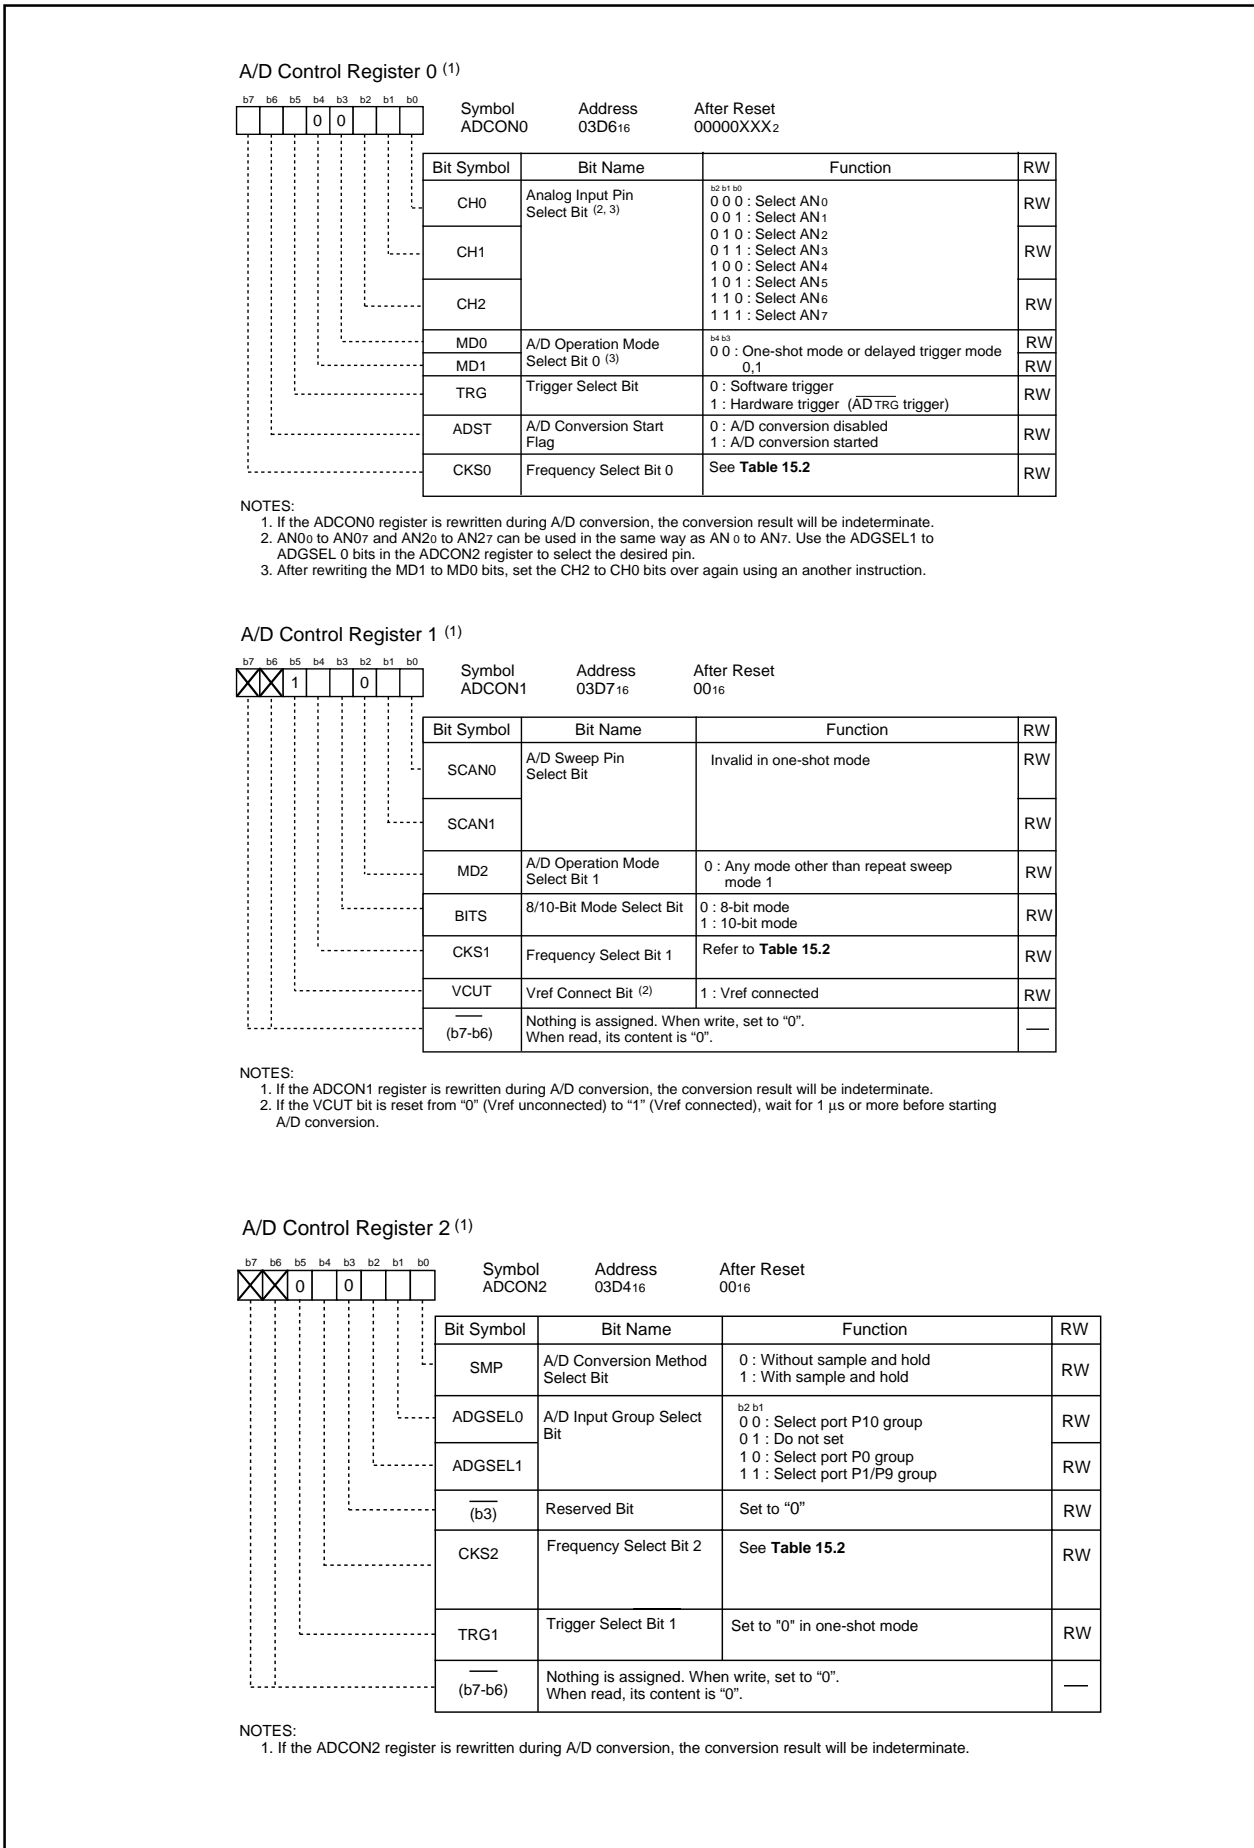 A/D Control Register 0 (1)
b7 b6 b5 b4 b3 b2 b1 b0
0 0
Symbol Address After Reset
ADCON0 03D616 00000XXX2
Bit Symbol Bit Name Function RW
CH0 Analog Input Pin Select Bit (2, 3) RW
b2 b1 b0
0 0 0 : Select AN0
0 0 1 : Select AN1
0 1 0 : Select AN2
CH1 0 1 1 : Select AN3 RW
1 0 0 : Select AN4
1 0 1 : Select AN5
CH2 1 1 0 : Select AN6 RW
1 1 1 : Select AN7
MD0 A/D Operation Mode b4 b3 RW
Select Bit 0 (3) 0 0 : One-shot mode or delayed trigger mode
MD1 0,1 RW
TRG Trigger Select Bit 0 : Software trigger RW
1 : Hardware trigger (ADTRG trigger)
ADST A/D Conversion Start 0 : A/D conversion disabled RW
Flag 1 : A/D conversion started
CKS0 Frequency Select Bit 0 See Table 15.2 RW
NOTES:
1. If the ADCON0 register is rewritten during A/D conversion, the conversion result will be indeterminate.
2. AN00 to AN07 and AN20 to AN27 can be used in the same way as AN 0 to AN7. Use the ADGSEL1 to
ADGSEL 0 bits in the ADCON2 register to select the desired pin.
3. After rewriting the MD1 to MD0 bits, set the CH2 to CH0 bits over again using an another instruction.
A/D Control Register 1 (1)
b7 b6 b5 b4 b3 b2 b1 b0
1 0
Symbol Address After Reset
ADCON1 03D716 0016
Bit Symbol Bit Name Function RW
SCAN0 A/D Sweep Pin Invalid in one-shot mode RW
Select Bit
SCAN1 RW
MD2 A/D Operation Mode 0 : Any mode other than repeat sweep RW
Select Bit 1 mode 1
BITS 8/10-Bit Mode Select Bit 0 : 8-bit mode RW
1 : 10-bit mode
CKS1 Frequency Select Bit 1 Refer to Table 15.2 RW
VCUT Vref Connect Bit (2) 1 : Vref connected RW
(b7-b6) Nothing is assigned. When write, set to “0”.
When read, its content is “0”.
NOTES:
1. If the ADCON1 register is rewritten during A/D conversion, the conversion result will be indeterminate.
2. If the VCUT bit is reset from “0” (Vref unconnected) to “1” (Vref connected), wait for 1 μs or more before starting
A/D conversion.
A/D Control Register 2 (1)
b7 b6 b5 b4 b3 b2 b1 b0
0 0
Symbol Address After Reset
ADCON2 03D416 0016
Bit Symbol Bit Name Function RW
SMP A/D Conversion Method 0 : Without sample and hold RW
Select Bit 1 : With sample and hold
ADGSEL0 A/D Input Group Select b2 b1 RW
Bit 0 0 : Select port P10 group
0 1 : Do not set
ADGSEL1 1 0 : Select port P0 group RW
1 1 : Select port P1/P9 group
(b3) Reserved Bit Set to “0” RW
CKS2 Frequency Select Bit 2 See Table 15.2 RW
TRG1 Trigger Select Bit 1 Set to "0" in one-shot mode RW
(b7-b6) Nothing is assigned. When write, set to “0”.
When read, its content is “0”.
NOTES:
1. If the ADCON2 register is rewritten during A/D conversion, the conversion result will be indeterminate.